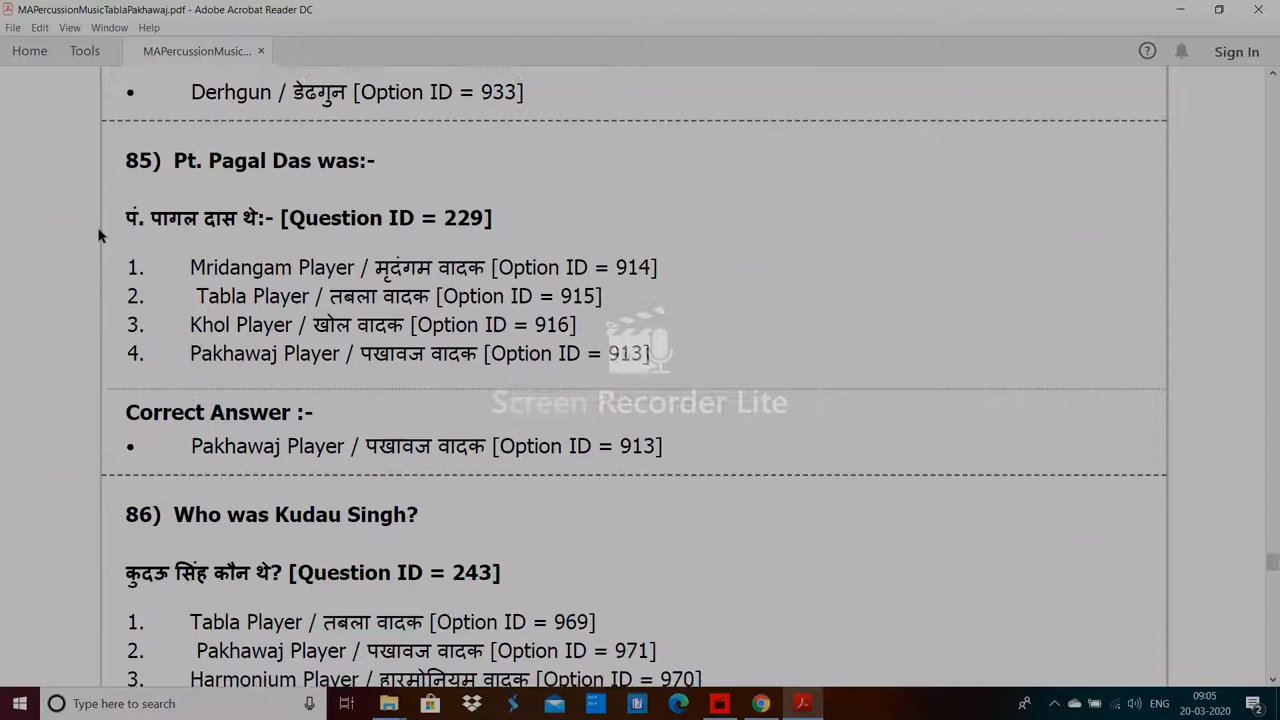 MAPercussionMusicTablaPakhawaj.pdf - Adobe Acrobat Reader DC
File Edit View Window Help
Home Tools MAPercussionMusic... × Sign In
• Derhgun / डेढगुन [Option ID = 933]
85) Pt. Pagal Das was:-
पं. पागल दास थे:- [Question ID = 229]
1. Mridangam Player / मृदंगम वादक [Option ID = 914]
2. Tabla Player / तबला वादक [Option ID = 915]
3. Khol Player / खोल वादक [Option ID = 916]
4. Pakhawaj Player / पखावज वादक [Option ID = 913]
Screen Recorder Lite
Correct Answer :-
• Pakhawaj Player / पखावज वादक [Option ID = 913]
86) Who was Kudau Singh?
कुदऊ सिंह कौन थे? [Question ID = 243]
1. Tabla Player / तबला वादक [Option ID = 969]
2. Pakhawaj Player / पखावज वादक [Option ID = 971]
3. Harmonium Player / हारमोनियम वादक [Option ID = 970]
Type here to search
ENG
09:05
20-03-2020
2